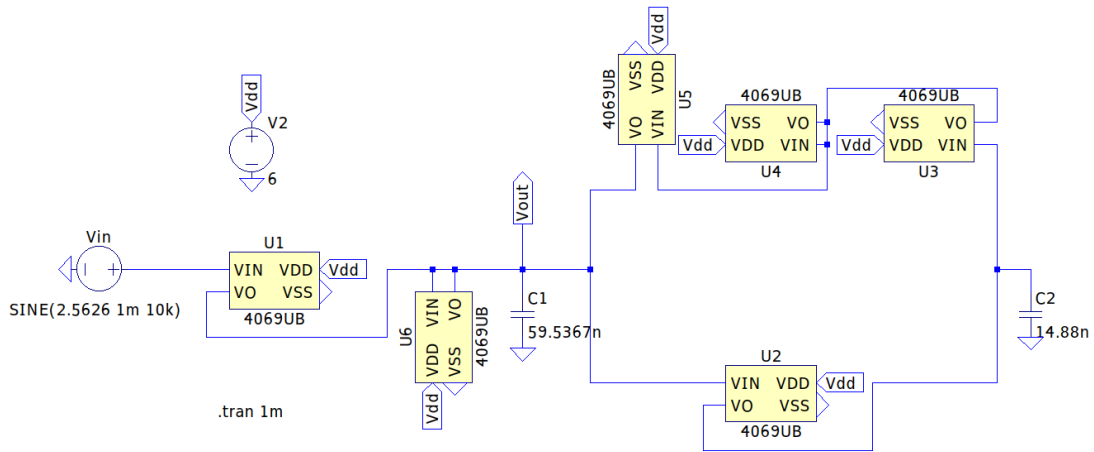 Vdd
V2
6
Vin
SINE(2.5626 1m 10k)
U1
VIN VDD
VO VSS
Vdd
4069UB
U6
VIN VO
VDD VSS
4069UB
Vdd
.tran 1m
Vout
C1
59.5367n
Vdd
4069UB
VSS VDD
VO VIN
U5
4069UB
VSS VO
VDD VIN
Vdd
U4
4069UB
VSS VO
VDD VIN
Vdd
U3
C2
14.88n
U2
VIN VDD
VO VSS
Vdd
4069UB